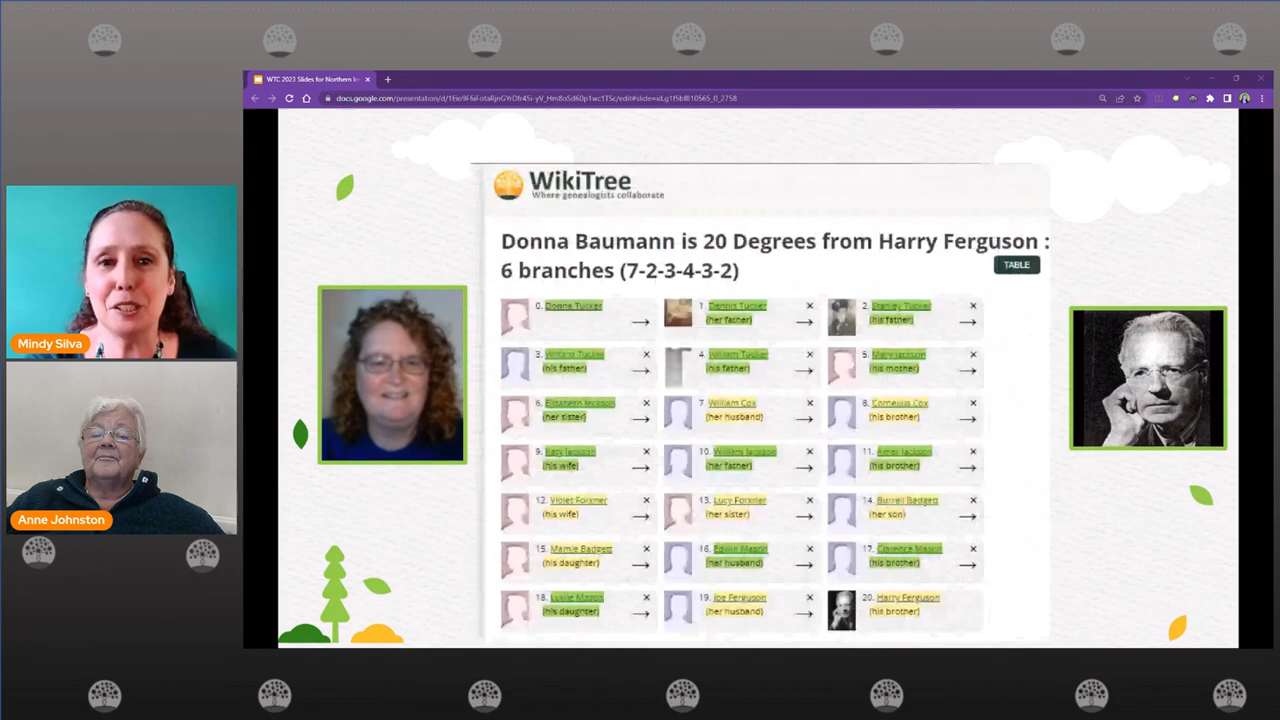 WTC 2023 Slides for Northern Ire
docs.google.com/presentation/d/
WikiTree
Where genealogists collaborate
Donna Baumann is 20 Degrees from Harry Ferguson :
6 branches (7-2-3-4-3-2)
TABLE
0. Donna Tucker
1 Dennis Tucker
(her father)
2. Stanley Tucker
(his father)
3.
(his father)
4. William Tucker
(his father)
5. Mary Jackson
(his mother)
6. Elizabeth Jackson
(her sister)
7 William Cox
(her husband)
8. Cornelius Cox
(his brother)
9. Jackson
(his wife)
10. William Jackson
(her father)
11. Jackson
(his brother)
12. Violet Forkner
(his wife)
13. Lucy Forkner
(her sister)
14. Burrell Badgett
(her son)
15. Mamie Badgett
(his daughter)
16. Edwin Mason
(her husband)
17. Clarence Mason
(his brother)
18. Lucile Mason
(his daughter)
19. Joe Ferguson
(her husband)
20. Harry Ferguson
(his brother)
Mindy Silva
Anne Johnston